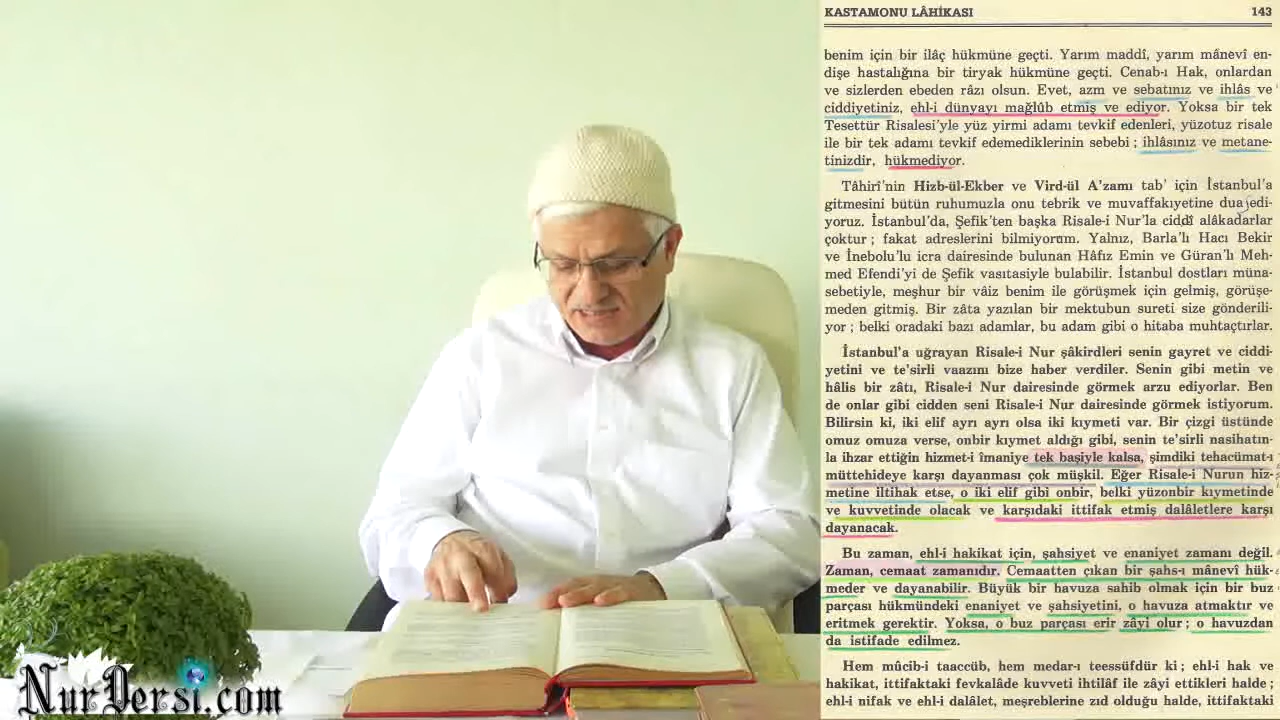 KASTAMONU LÂHİKASI 143
benim için bir ilâç hükmüne geçti. Yarım maddî, yarım mânevî en-
dişe hastalığına bir tiryak hükmüne geçti. Cenab-ı Hak, onlardan
ve sizlerden ebeden râzı olsun. Evet, azm ve sebatınız ve ihlâs ve
ciddiyetiniz, ehl-i dünyayı mağlûb etmiş ve ediyor. Yoksa bir tek
Tesettür Risalesi'yle yüz yirmi adamı tevkif edenleri, yüzotuz risale
ile bir tek adamı tevkif edemediklerinin sebebi ; ihlâsınız ve metane-
tinizdir, hükmediyor.
Tâhirî'nin Hizb-ül-Ekber ve Vird-ül A'zamı tab' için İstanbul'a
gitmesini bütün ruhumuzla onu tebrik ve muvaffakıyetine dua edi-
yoruz. İstanbul'da, Şefik'ten başka Risale-i Nur'la ciddî alâkadarlar
çoktur ; fakat adreslerini bilmiyorum. Yalnız, Barla'lı Hacı Bekir
ve İnebolu'lu icra dairesinde bulunan Hâfız Emin ve Güran'lı Meh-
med Efendi'yi de Şefik vasıtasiyle bulabilir. İstanbul dostları müna-
sebetiyle, meşhur bir vâiz benim ile görüşmek için gelmiş, görüşe-
meden gitmiş. Bir zâta yazılan bir mektubun sureti size gönderili-
yor ; belki oradaki bazı adamlar, bu adam gibi o hitaba muhtaçtırlar.
İstanbul'a uğrayan Risale-i Nur şâkirdleri senin gayret ve ciddi-
yetini ve te'sirli vaazını bize haber verdiler. Senin gibi metin ve
hâlis bir zâtı, Risale-i Nur dairesinde görmek arzu ediyorlar. Ben
de onlar gibi cidden seni Risale-i Nur dairesinde görmek istiyorum.
Bilirsin ki, iki elif ayrı ayrı olsa iki kıymeti var. Bir çizgi üstünde
omuz omuza verse, onbir kıymet aldığı gibi, senin te'sirli nasihatın-
la ihzar ettiğin hizmet-i îmaniye tek başiyle kalsa, şimdiki tehacümat-ı
müttehideye karşı dayanması çok müşkil. Eğer Risale-i Nurun hiz-
metine iltihak etse, o iki elif gibi onbir, belki yüzonbir kıymetinde
ve kuvvetinde olacak ve karşıdaki ittifak etmiş dalâletlere karşı
dayanacak.
Bu zaman, ehl-i hakikat için, şahsiyet ve enaniyet zamanı değil.
Zaman, cemaat zamanıdır. Cemaatten çıkan bir şahs-ı mânevî hük-
meder ve dayanabilir. Büyük bir havuza sahib olmak için bir buz
parçası hükmündeki enaniyet ve şahsiyetini, o havuza atmaktır ve
eritmek gerektir. Yoksa, o buz parçası erir zâyi olur ; o havuzdan
da istifade edilmez.
Hem mûcib-i taaccüb, hem medar-ı teessüfdür ki ; ehl-i hak ve
hakikat, ittifaktaki fevkalâde kuvveti ihtilâf ile zâyi ettikleri halde ;
ehl-i nifak ve ehl-i dalâlet, meşreblerine zıd olduğu halde, ittifaktaki
NurDersi.com